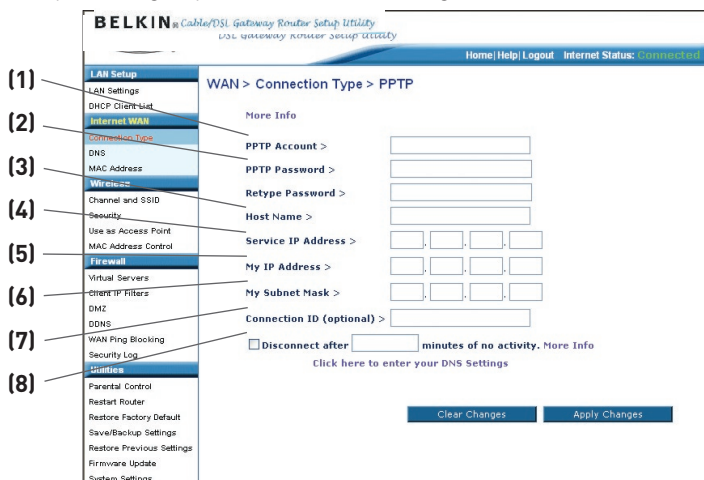 BELKIN® Cable/DSL Gateway Router Setup Utility
DSL Gateway Router Setup Utility
Home|Help|Logout Internet Status: Connected
(1)
(2)
(3)
(4)
(5)
(6)
(7)
(8)
LAN Setup
LAN Settings
DHCP Client List
Internet WAN
Connection Type
DNS
MAC Address
Wireless
Channel and SSID
Security
Use as Access Point
MAC Address Control
Firewall
Virtual Servers
Client IP Filters
DMZ
DDNS
WAN Ping Blocking
Security Log
Utilities
Parental Control
Restart Router
Restore Factory Default
Save/Backup Settings
Restore Previous Settings
Firmware Update
System Settings
WAN > Connection Type > PPTP
More Info
PPTP Account >
PPTP Password >
Retype Password >
Host Name >
Service IP Address > . . .
My IP Address > . . .
My Subnet Mask > . . .
Connection ID (optional) >
Disconnect after minutes of no activity. More Info
Click here to enter your DNS Settings
Clear Changes Apply Changes